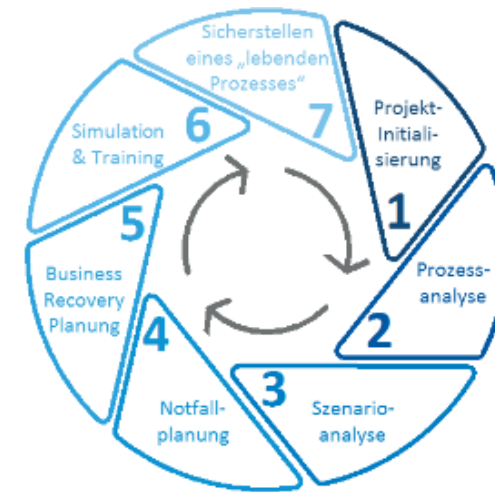 Projekt-
Initiali-
sierung
1
Prozess-
analyse
2
3
Szenario-
analyse
4
Notfall-
planung
5
Business
Recovery
Planung
6
Simulation
& Training
Sicherstellen
eines „lebenden
Prozesses“
7